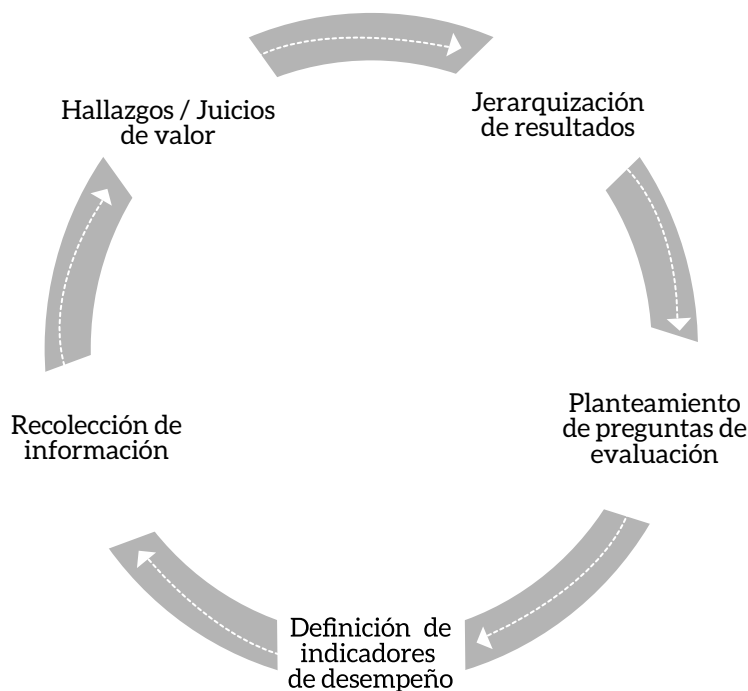 Hallazgos / Juicios
de valor
Jerarquización
de resultados
Planteamiento
de preguntas de
evaluación
Recolección de
información
Definición de
indicadores
de desempeño